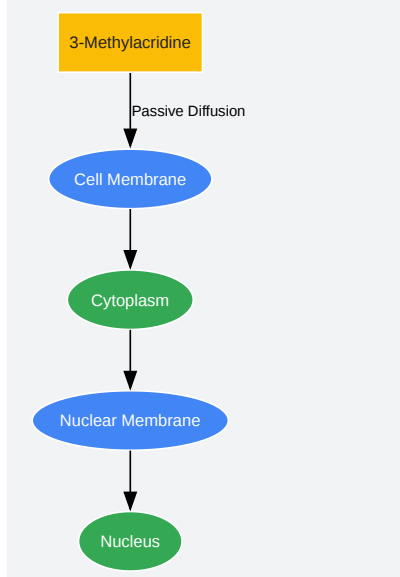 3-Methylacridine
Passive Diffusion
Cell Membrane
Cytoplasm
Nuclear Membrane
Nucleus